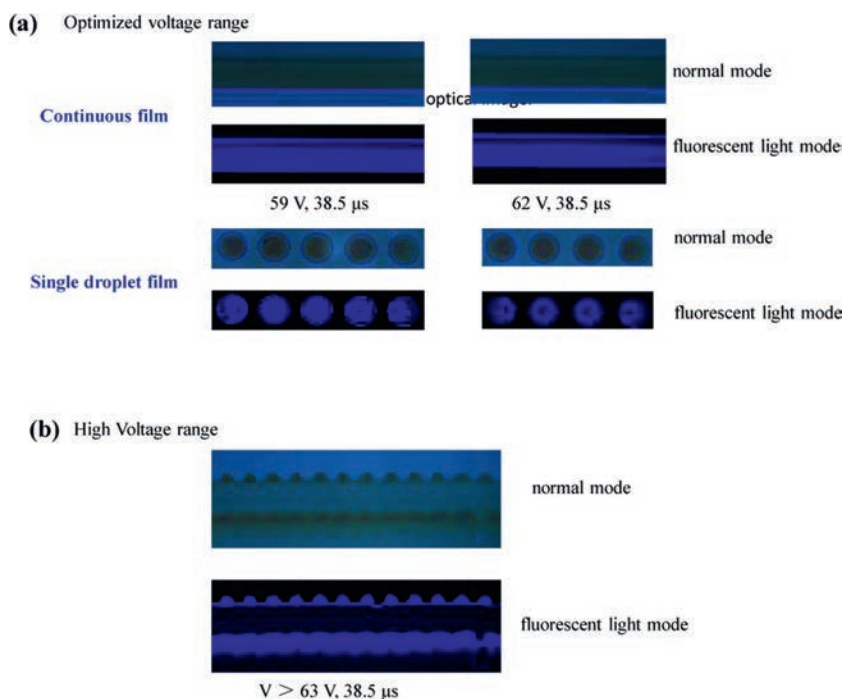 (a) Optimized voltage range
normal mode
Continuous film
fluorescent light mode
59 V, 38.5 μs
62 V, 38.5 μs
normal mode
Single droplet film
fluorescent light mode
(b) High Voltage range
normal mode
fluorescent light mode
V > 63 V, 38.5 μs